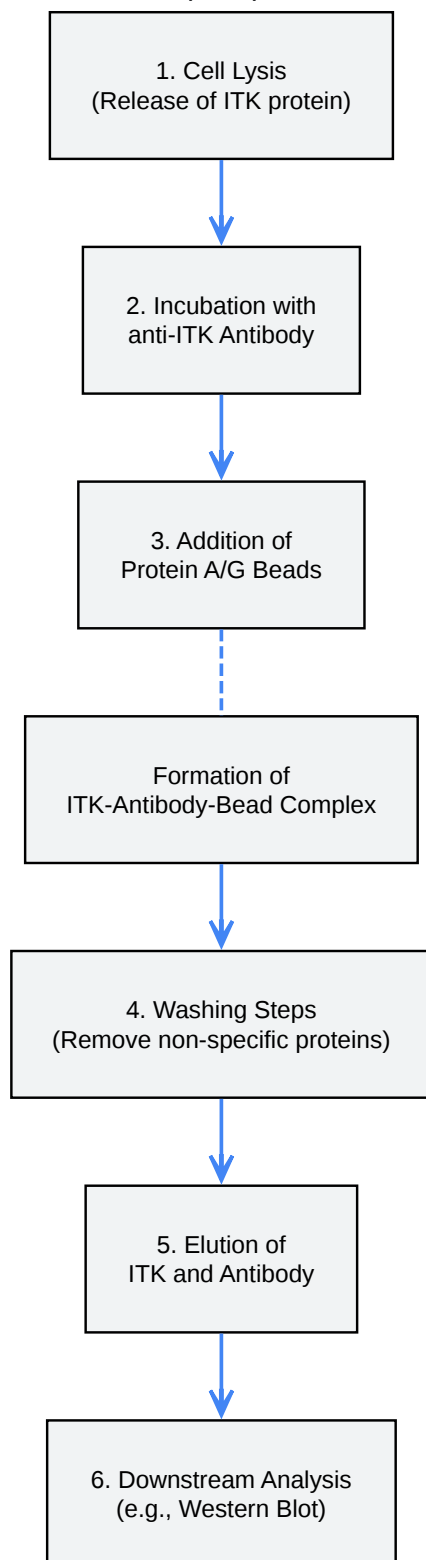 1. Cell Lysis
(Release of ITK protein)
2. Incubation with
anti-ITK Antibody
3. Addition of
Protein A/G Beads
Formation of
ITK-Antibody-Bead Complex
4. Washing Steps
(Remove non-specific proteins)
5. Elution of
ITK and Antibody
6. Downstream Analysis
(e.g., Western Blot)